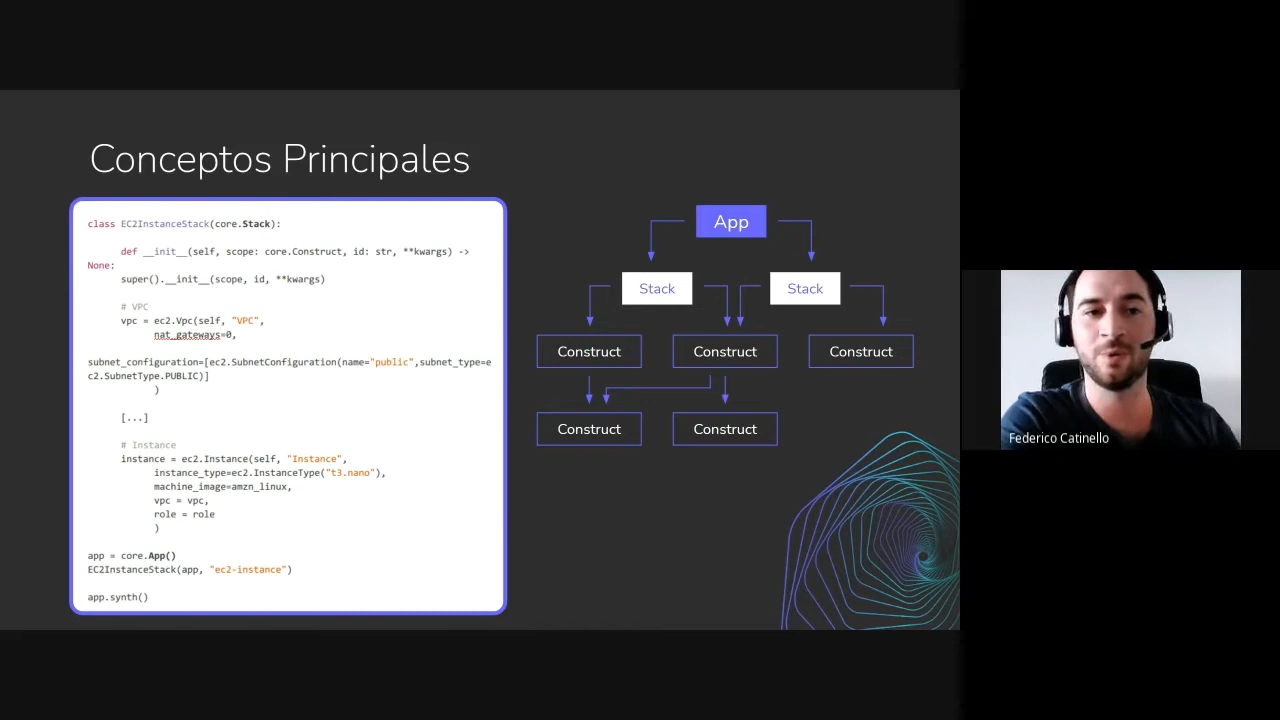 Conceptos Principales
class EC2InstanceStack(core.Stack):
def __init__(self, scope: core.Construct, id: str, **kwargs) ->
None:
super().__init__(scope, id, **kwargs)
# VPC
vpc = ec2.Vpc(self, "VPC",
nat_gateways=0,
subnet_configuration=[ec2.SubnetConfiguration(name="public",subnet_type=e
c2.SubnetType.PUBLIC)]
)
[...]
# Instance
instance = ec2.Instance(self, "Instance",
instance_type=ec2.InstanceType("t3.nano"),
machine_image=amzn_linux,
vpc = vpc,
role = role
)
app = core.App()
EC2InstanceStack(app, "ec2-instance")
app.synth()
App
Stack Stack
Construct Construct Construct
Construct Construct
Federico Catinello